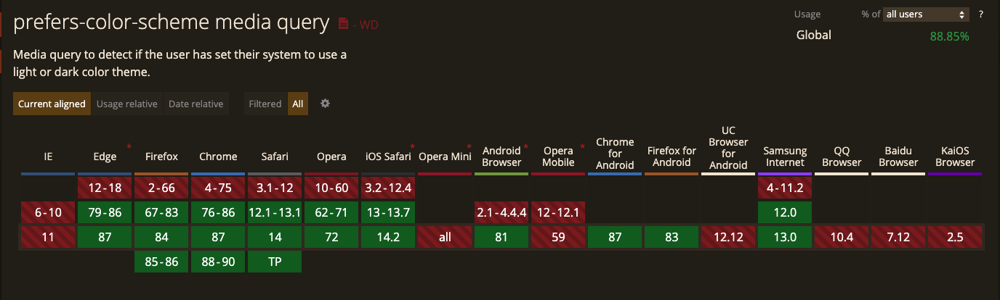 prefers-color-scheme media query - WD
Usage % of all users ?
Global 88.85%
Media query to detect if the user has set their system to use a
light or dark color theme.
Current aligned Usage relative Date relative Filtered All
IE Edge * Firefox Chrome Safari Opera iOS Safari * Opera Mini * Android Browser * Opera Mobile * Chrome for Android Firefox for Android UC Browser for Android Samsung Internet QQ Browser Baidu Browser KaiOS Browser
12-18 2-66 4-75 3.1-12 10-60 3.2-12.4 4-11.2
6-10 79-86 67-83 76-86 12.1-13.1 62-71 13-13.7 2.1-4.4.4 12-12.1 12.0
11 87 84 87 14 72 14.2 all 81 59 87 83 12.12 13.0 10.4 7.12 2.5
85-86 88-90 TP